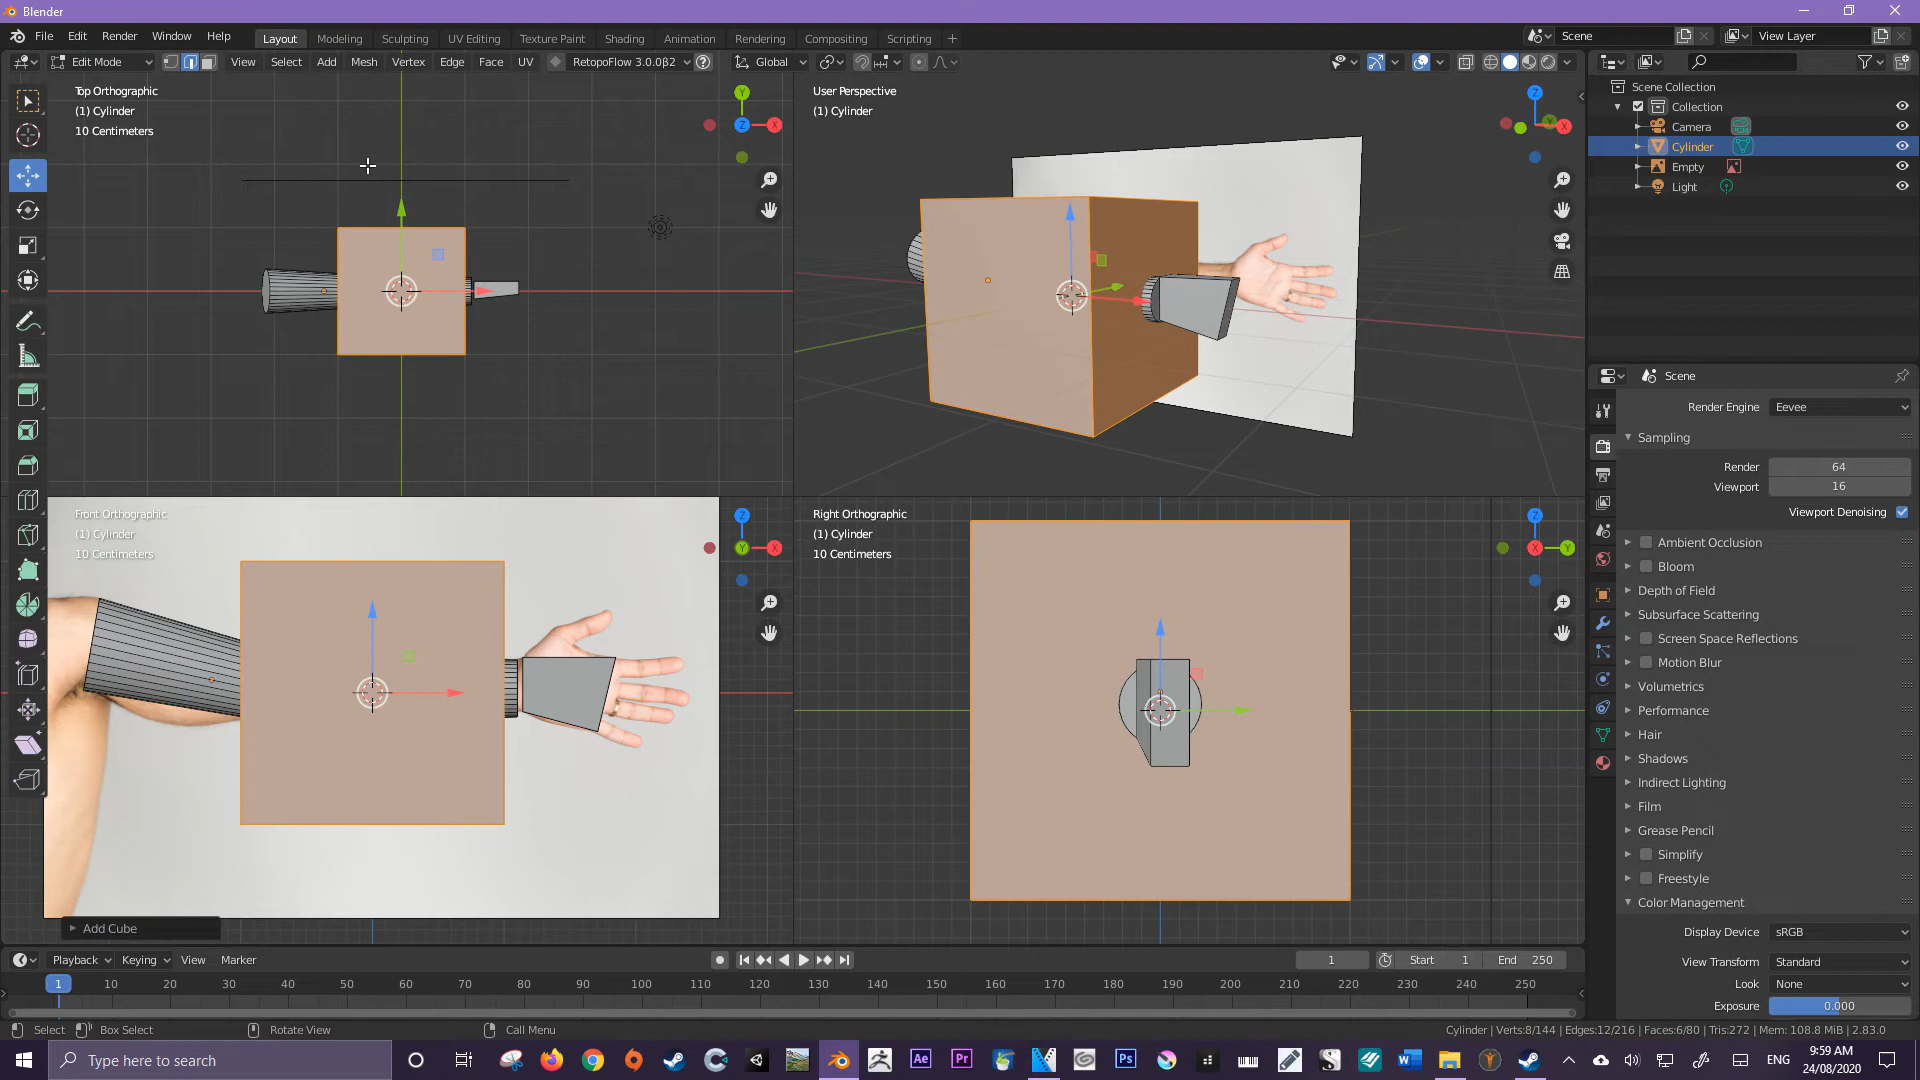 Blender
File Edit Render Window Help
Layout Modeling Sculpting UV Editing Texture Paint Shading Animation Rendering Compositing Scripting +
Scene
View Layer
Edit Mode View Select Add Mesh Vertex Edge Face UV RetopoFlow 3.0.0β2 Global
Top Orthographic
(1) Cylinder
10 Centimeters
Y
Z
X
User Perspective
(1) Cylinder
Z
Y
X
Front Orthographic
(1) Cylinder
10 Centimeters
Z
Y
X
Right Orthographic
(1) Cylinder
10 Centimeters
Z
X
Y
Add Cube
Scene Collection
Collection
Camera
Cylinder
Empty
Light
Scene
Render Engine Eevee
Sampling
Render 64
Viewport 16
Viewport Denoising
Ambient Occlusion
Bloom
Depth of Field
Subsurface Scattering
Screen Space Reflections
Motion Blur
Volumetrics
Performance
Hair
Shadows
Indirect Lighting
Film
Grease Pencil
Simplify
Freestyle
Color Management
Display Device sRGB
View Transform Standard
Look None
Exposure 0.000
Playback Keying View Marker
1 Start 1 End 250
1 10 20 30 40 50 60 70 80 90 100 110 120 130 140 150 160 170 180 190 200 210 220 230 240 250
Select Box Select Rotate View Call Menu
Cylinder | Verts:8/144 | Edges:12/216 | Faces:6/80 | Tris:272 | Mem: 108.8 MiB | 2.83.0
Type here to search
Ae Pr Ps
ENG
9:59 AM
24/08/2020